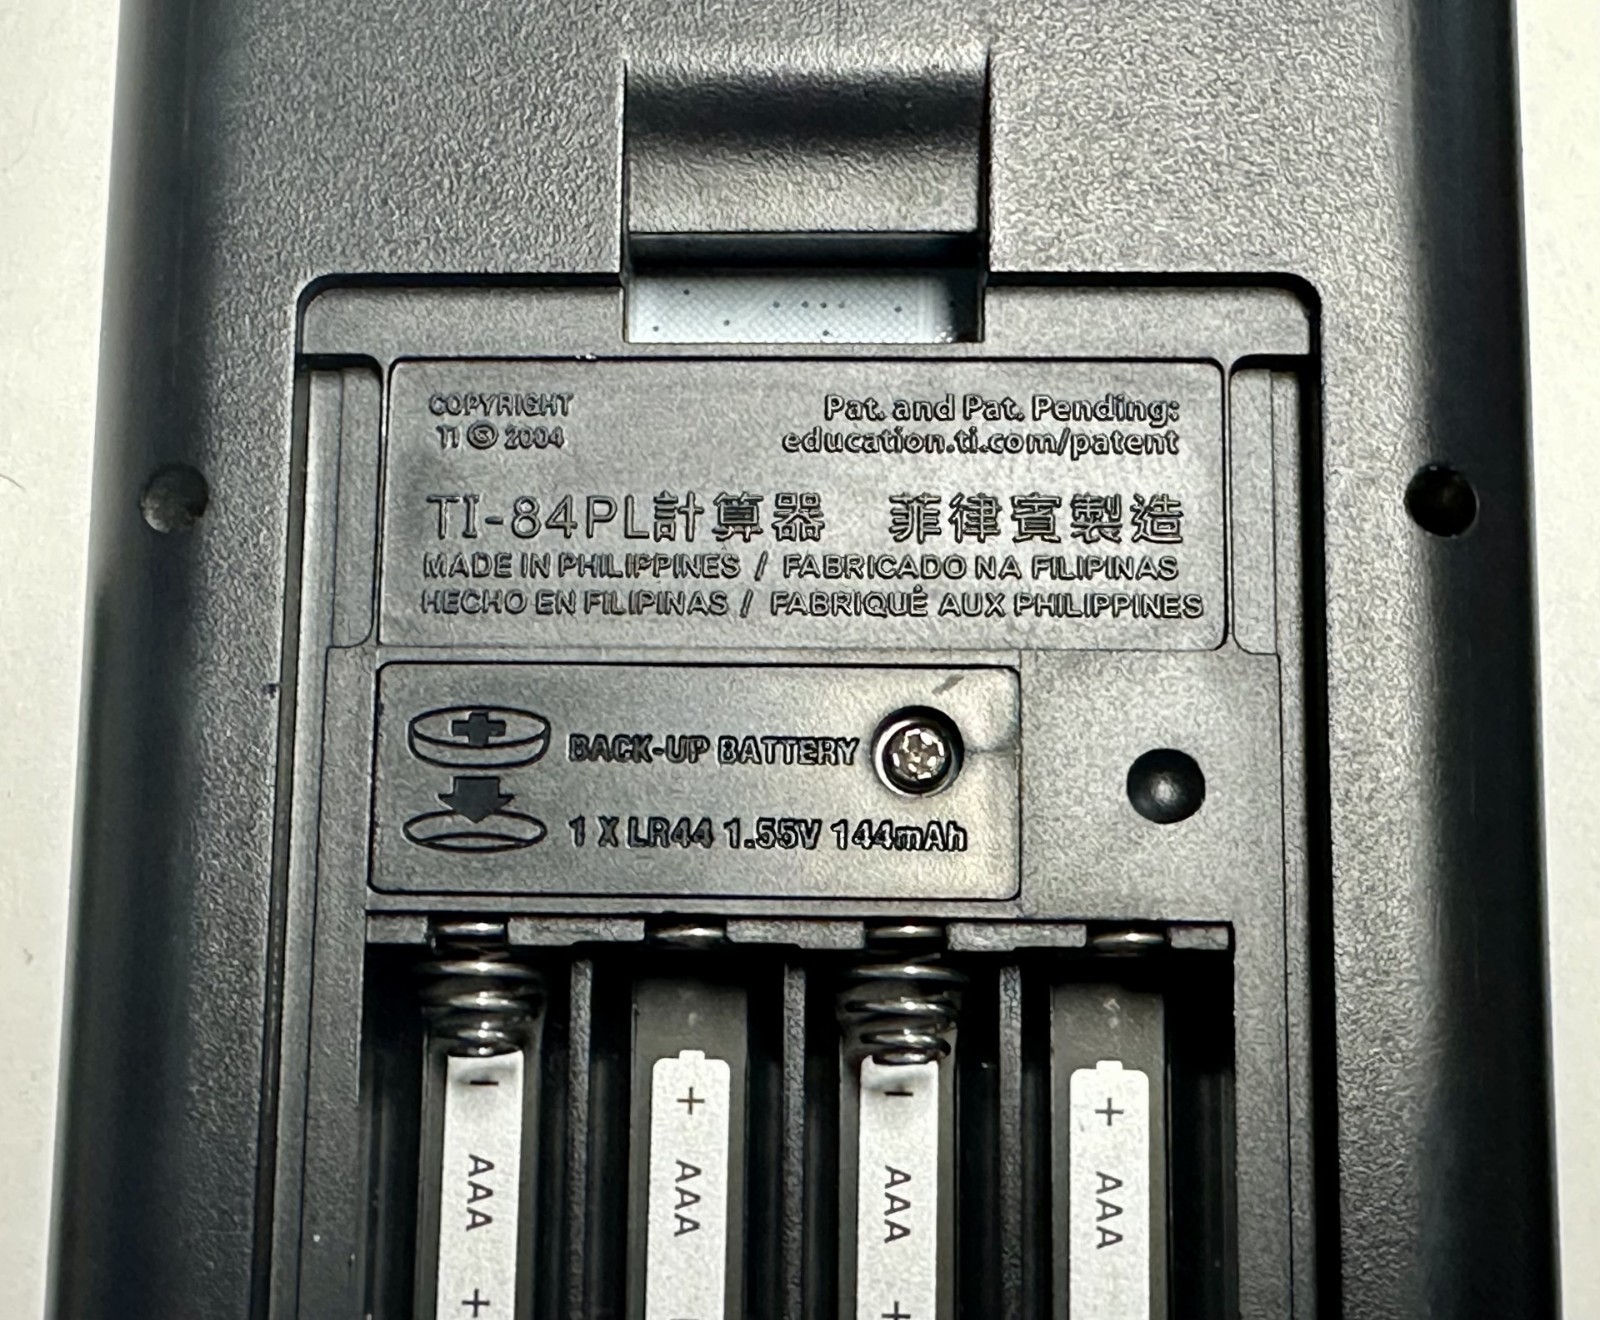 COPYRIGHT
TI © 2004
Pat. and Pat. Pending:
education.ti.com/patent
TI-84PL計算器 菲律賓製造
MADE IN PHILIPPINES / FABRICADO NA FILIPINAS
HECHO EN FILIPINAS / FABRIQUÉ AUX PHILIPPINES
+
BACK-UP BATTERY
1 X LR44 1.55V 144mAh
- + - +
AAA AAA AAA AAA
+ +